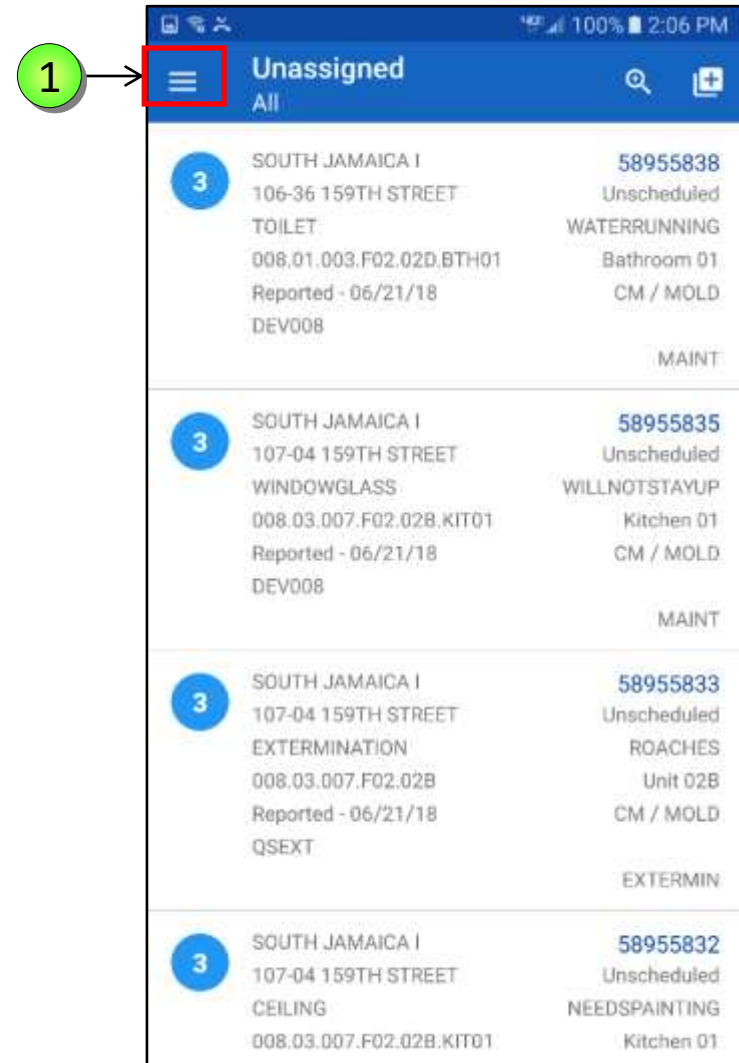 1
100% 2:06 PM
Unassigned
All
3
SOUTH JAMAICA I 58955838
106-36 159TH STREET Unscheduled
TOILET WATERRUNNING
008.01.003.F02.02D.BTH01 Bathroom 01
Reported - 06/21/18 CM / MOLD
DEV008
MAINT
3
SOUTH JAMAICA I 58955835
107-04 159TH STREET Unscheduled
WINDOWGLASS WILLNOTSTAYUP
008.03.007.F02.02B.KIT01 Kitchen 01
Reported - 06/21/18 CM / MOLD
DEV008
MAINT
3
SOUTH JAMAICA I 58955833
107-04 159TH STREET Unscheduled
EXTERMINATION ROACHES
008.03.007.F02.02B Unit 02B
Reported - 06/21/18 CM / MOLD
QSEXT
EXTERMIN
3
SOUTH JAMAICA I 58955832
107-04 159TH STREET Unscheduled
CEILING NEEDSPAINTING
008.03.007.F02.02B.KIT01 Kitchen 01